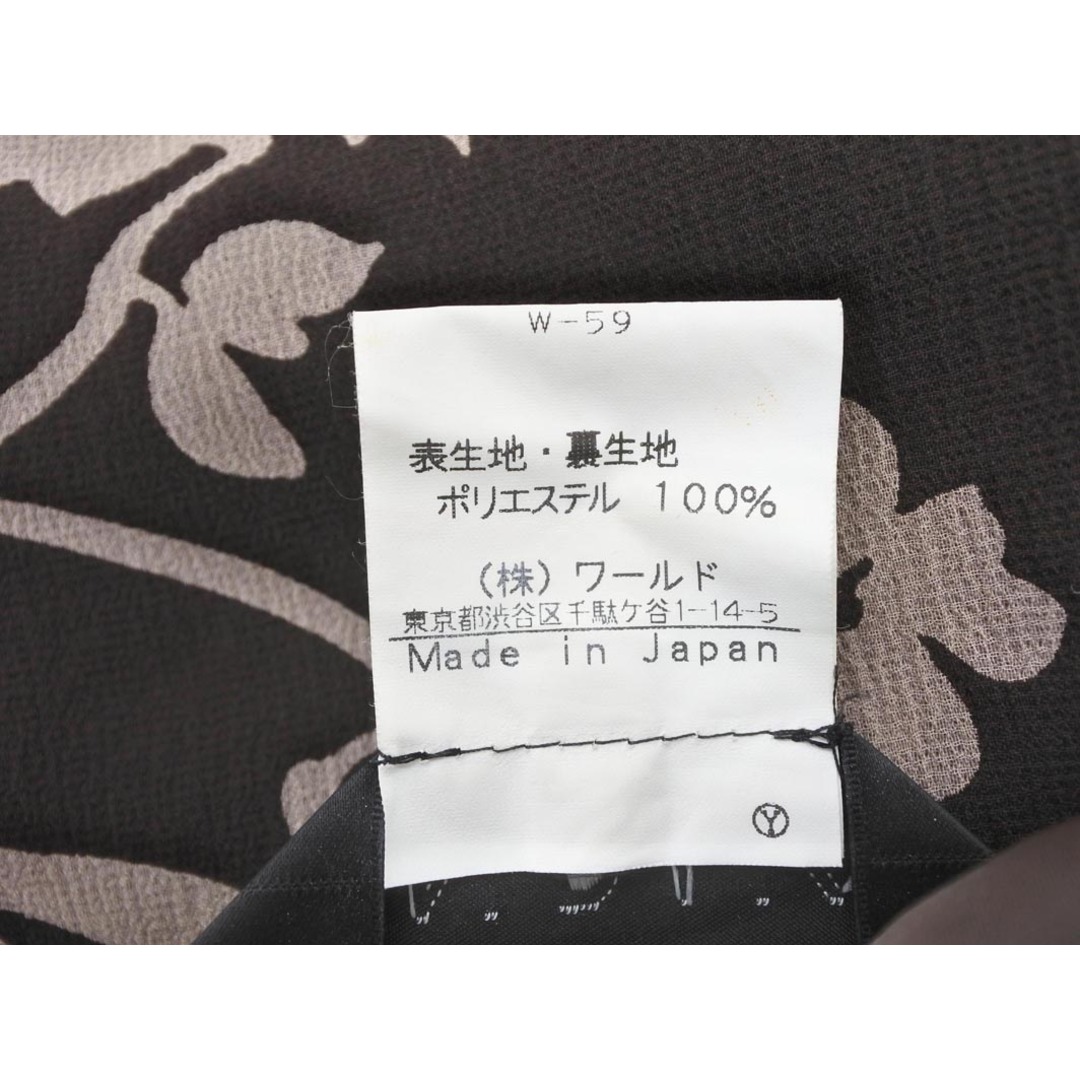 W-59
表生地・裏生地
ポリエステル 100%
(株) ワールド
東京都渋谷区千駄ケ谷1-14-5
Made in Japan
Ⓨ